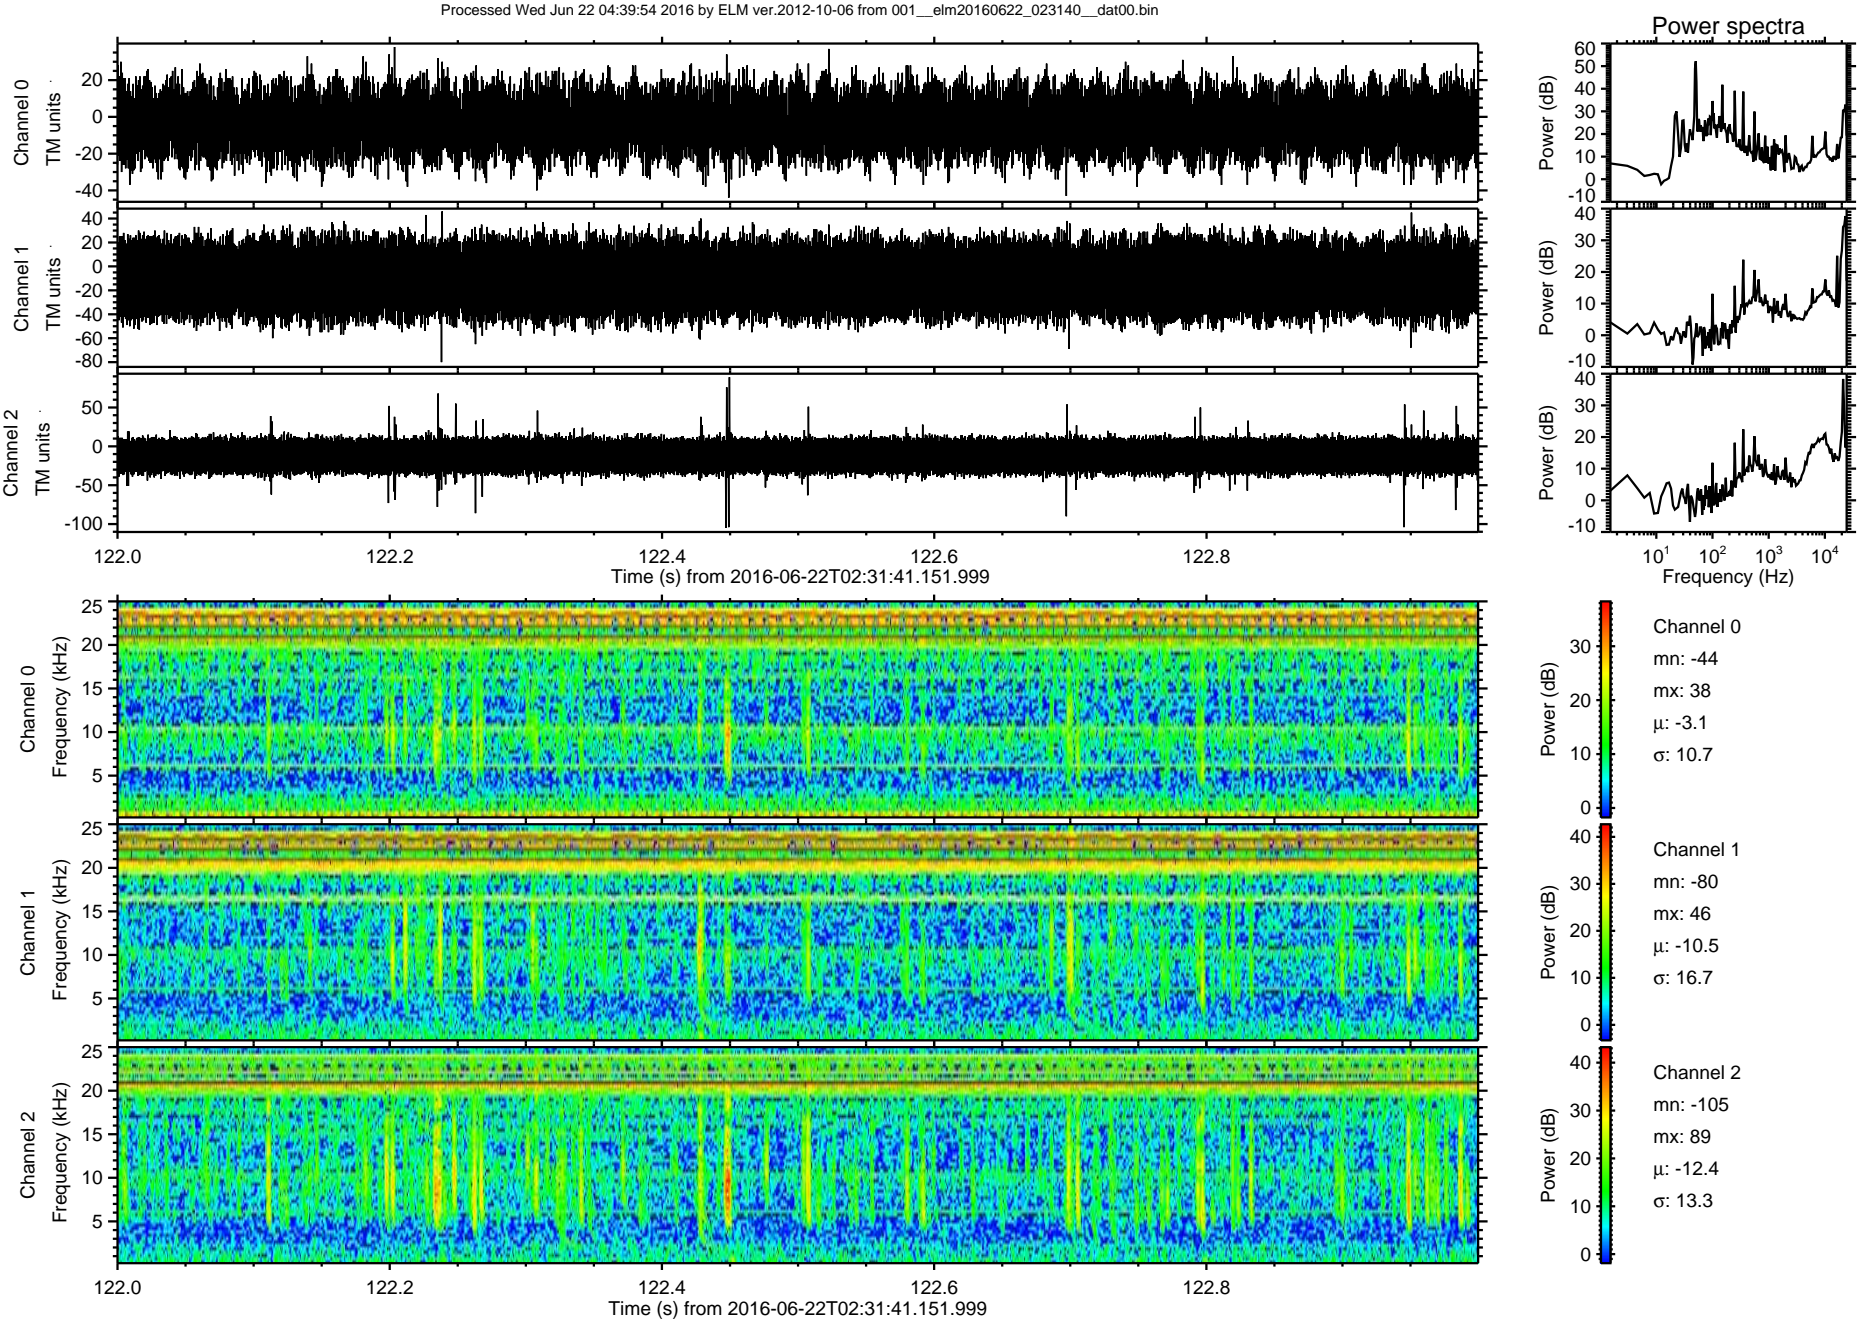 Processed Wed Jun 22 04:39:54 2016 by ELM ver.2012-10-06 from 001__elm20160622_023140__dat00.bin
Power spectra
Channel 0
TM units
20
0
-20
-40
Power (dB)
60
50
40
30
20
10
0
-10
Channel 1
TM units
40
20
0
-20
-40
-60
-80
Power (dB)
40
30
20
10
0
-10
Channel 2
TM units
50
0
-50
-100
Power (dB)
40
30
20
10
0
-10
122.0 122.2 122.4 122.6 122.8
Time (s) from 2016-06-22T02:31:41.151.999
10¹ 10² 10³ 10⁴
Frequency (Hz)
Channel 0
Frequency (kHz)
25
20
15
10
5
Power (dB)
30
20
10
0
Channel 0
mn: -44
mx: 38
μ: -3.1
σ: 10.7
Channel 1
Frequency (kHz)
25
20
15
10
5
Power (dB)
40
30
20
10
0
Channel 1
mn: -80
mx: 46
μ: -10.5
σ: 16.7
Channel 2
Frequency (kHz)
25
20
15
10
5
Power (dB)
40
30
20
10
0
Channel 2
mn: -105
mx: 89
μ: -12.4
σ: 13.3
122.0 122.2 122.4 122.6 122.8
Time (s) from 2016-06-22T02:31:41.151.999